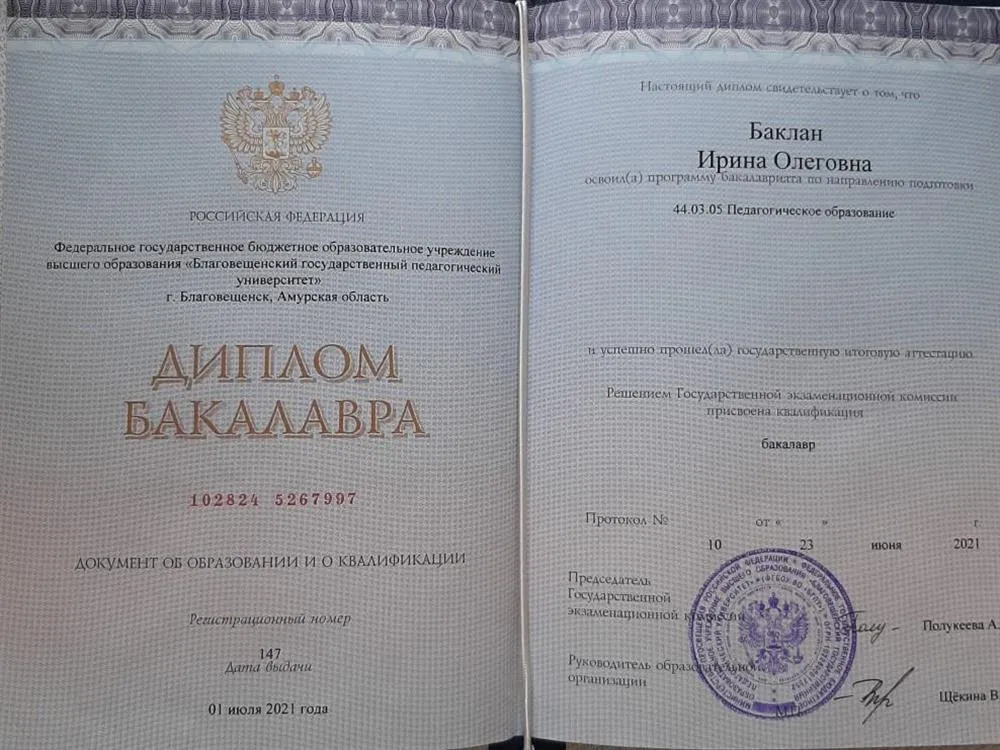 РОССИЙСКАЯ ФЕДЕРАЦИЯ
Федеральное государственное бюджетное образовательное учреждение
высшего образования «Благовещенский государственный педагогический
университет»
г. Благовещенск, Амурская область
ДИПЛОМ
БАКАЛАВРА
102824 5267997
ДОКУМЕНТ ОБ ОБРАЗОВАНИИ И О КВАЛИФИКАЦИИ
Регистрационный номер
147
Дата выдачи
01 июля 2021 года
Настоящий диплом свидетельствует о том, что
Баклан
Ирина Олеговна
освоил(а) программу бакалавриата по направлению подготовки
44.03.05 Педагогическое образование
и успешно прошел(ла) государственную итоговую аттестацию
Решением Государственной экзаменационной комиссии
присвоена квалификация
бакалавр
Протокол № от « » г.
10 23 июня 2021
Председатель
Государственной
экзаменационной комиссии
Полукеева А.
Руководитель образовательной
организации
Щёкина В
М.П.